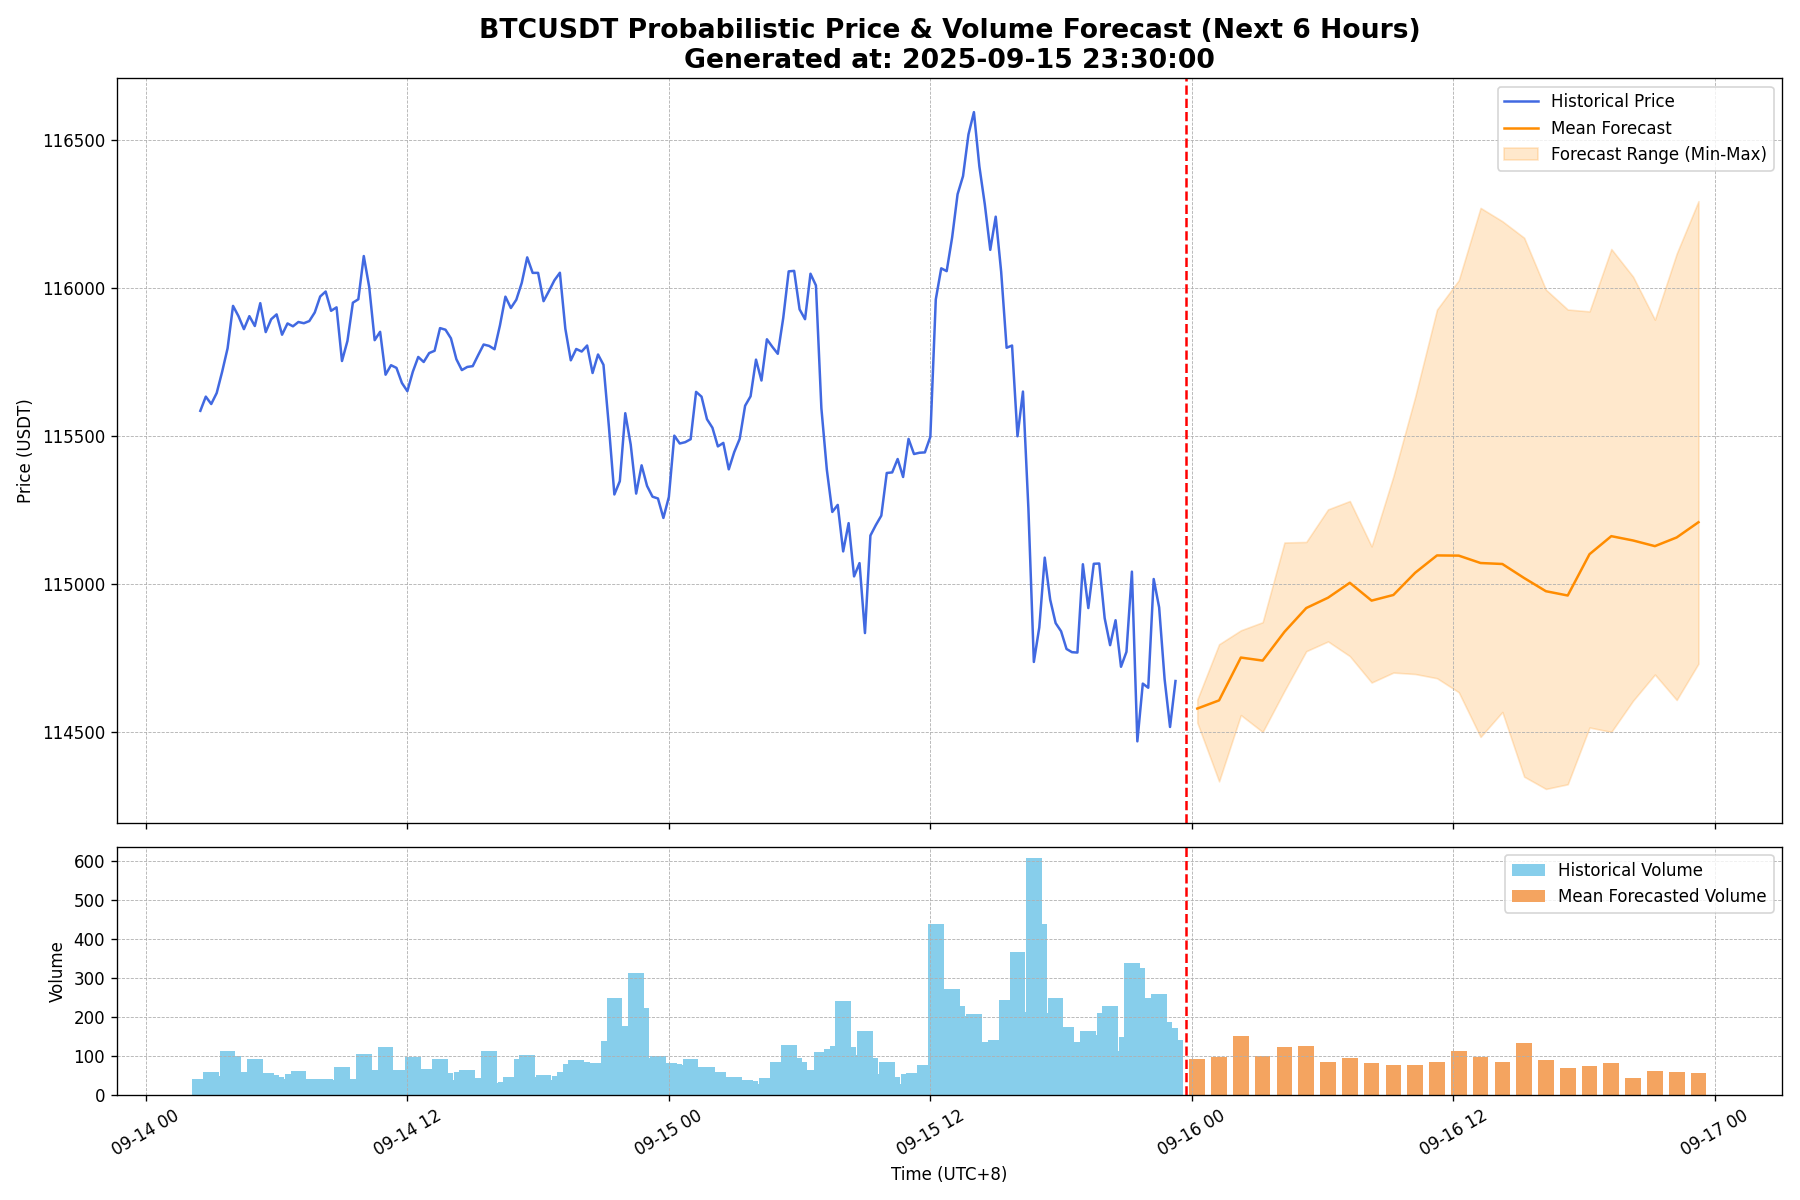 BTCUSDT Probabilistic Price & Volume Forecast (Next 6 Hours)
Generated at: 2025-09-15 23:30:00
Price (USDT)
116500
116000
115500
115000
114500
Historical Price
Mean Forecast
Forecast Range (Min-Max)
Volume
600
500
400
300
200
100
0
Historical Volume
Mean Forecasted Volume
09-14 00
09-14 12
09-15 00
09-15 12
09-16 00
09-16 12
09-17 00
Time (UTC+8)